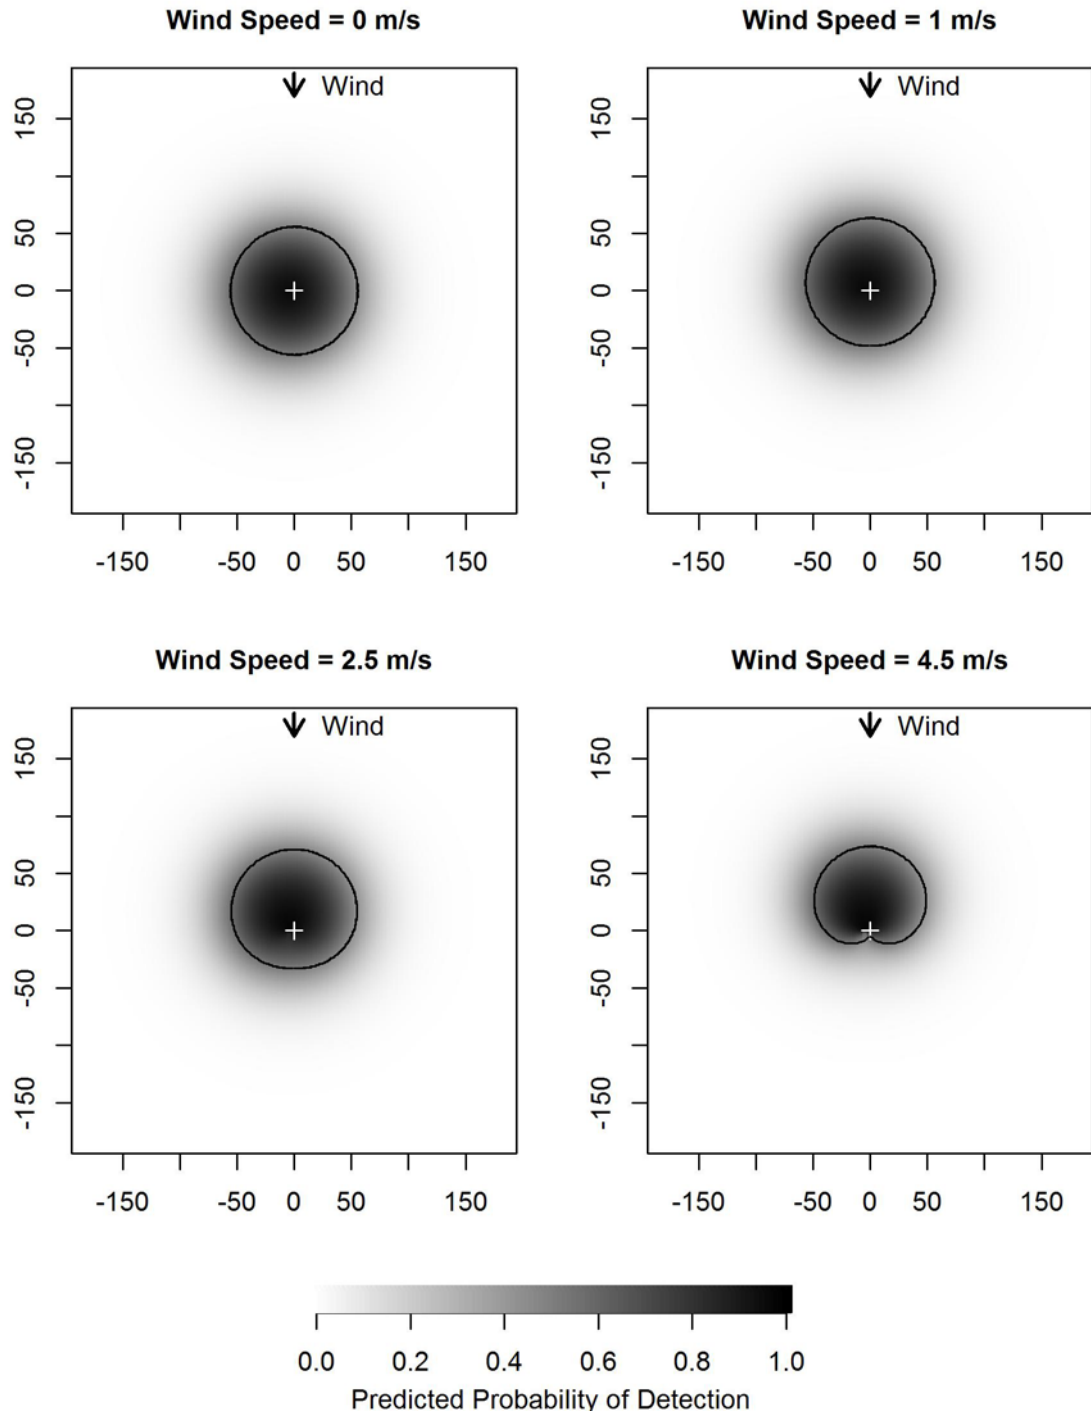 Wind Speed = 0 m/s
Wind
150
50
0
-50
-150
-150 -50 0 50 150
Wind Speed = 1 m/s
Wind
150
50
0
-50
-150
-150 -50 0 50 150
Wind Speed = 2.5 m/s
Wind
150
50
0
-50
-150
-150 -50 0 50 150
Wind Speed = 4.5 m/s
Wind
150
50
0
-50
-150
-150 -50 0 50 150
0.0 0.2 0.4 0.6 0.8 1.0
Predicted Probability of Detection